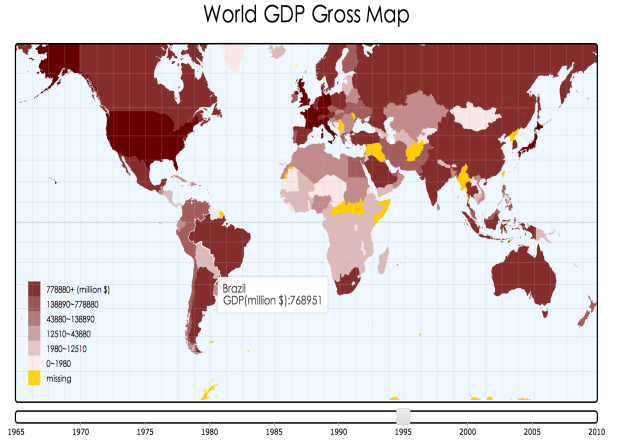 World GDP Gross Map
Brazil
GDP(million $):768951
778880+ (million $)
138890~778880
43880~138890
12510~43880
1980~12510
0~1980
missing
1965 1970 1975 1980 1985 1990 1995 2000 2005 2010